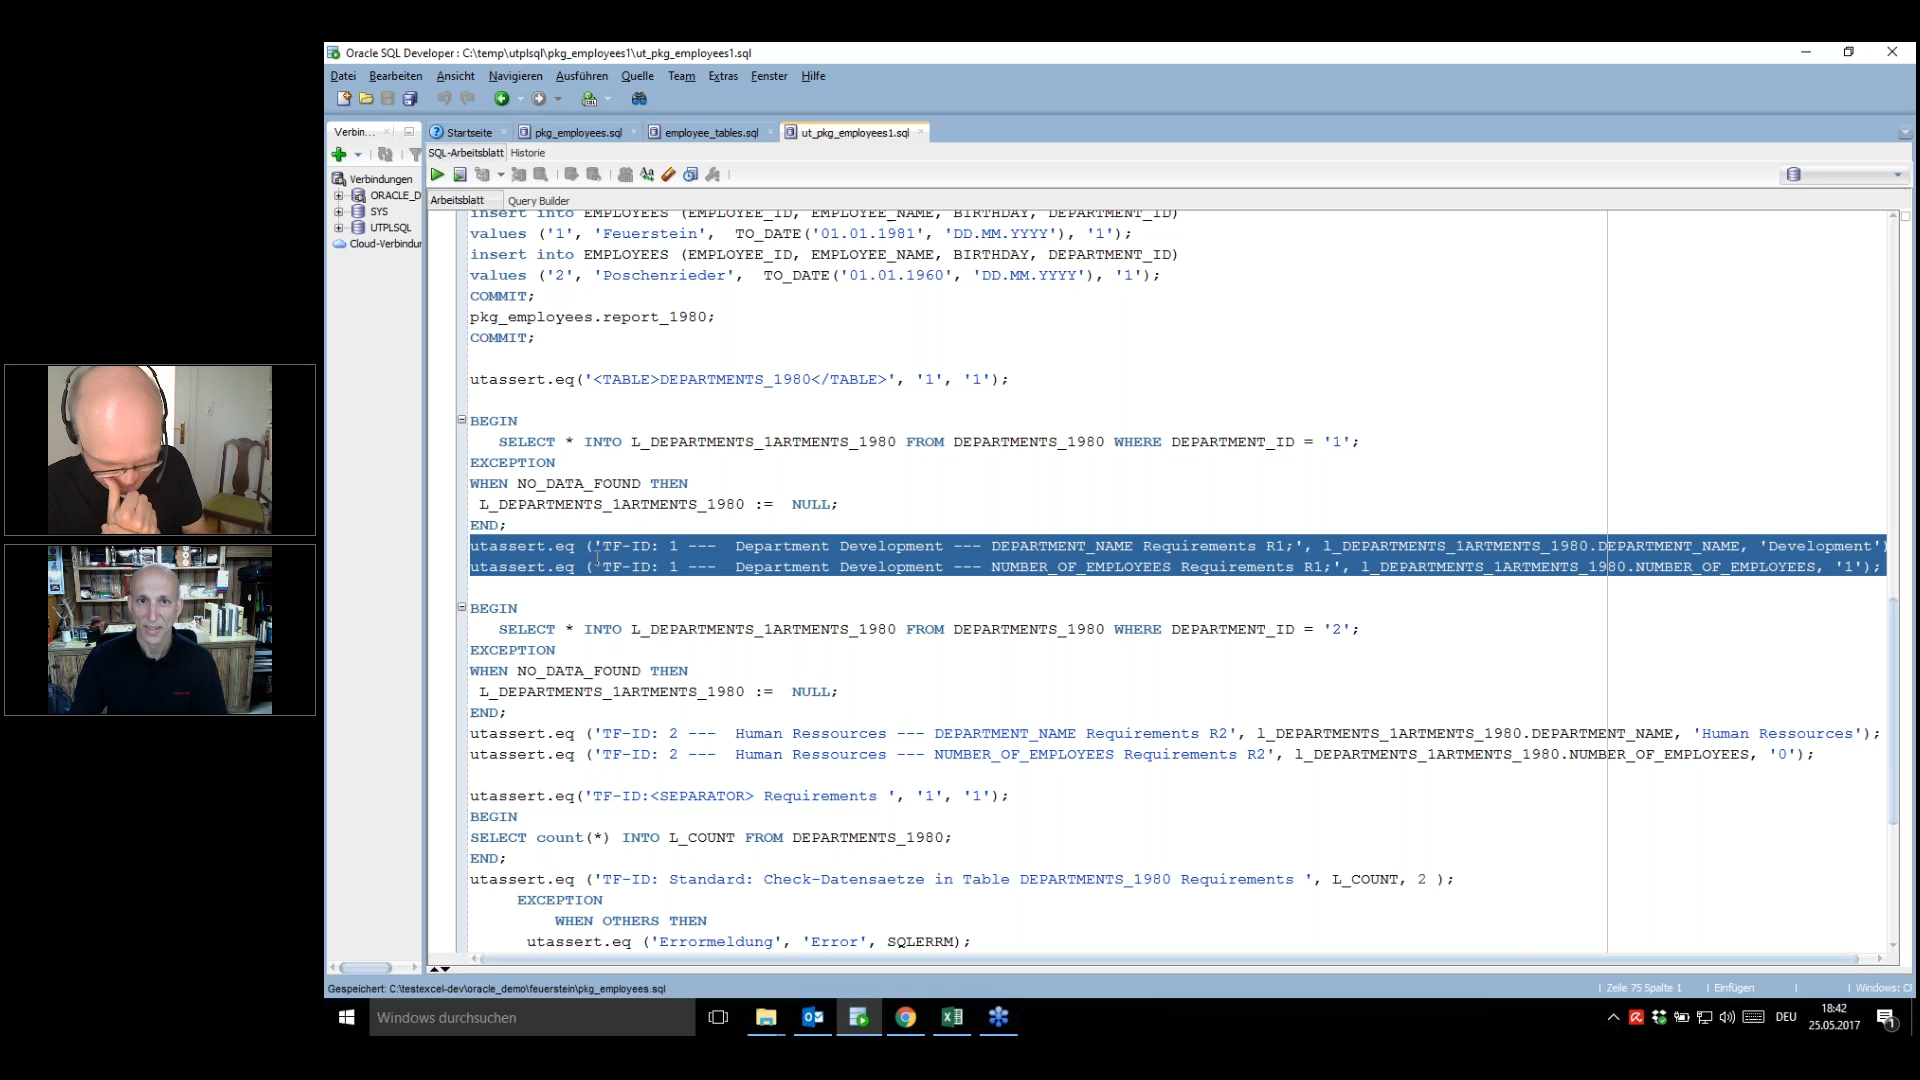 Oracle SQL Developer : C:\temp\utplsql\pkg_employees1\ut_pkg_employees1.sql
Datei Bearbeiten Ansicht Navigieren Ausführen Quelle Team Extras Fenster Hilfe
Verbin...
Startseite
pkg_employees.sql
employee_tables.sql
ut_pkg_employees1.sql
SQL-Arbeitsblatt Historie
Verbindungen
ORACLE_D
SYS
UTPLSQL
Cloud-Verbindur
Arbeitsblatt Query Builder
insert into EMPLOYEES (EMPLOYEE_ID, EMPLOYEE_NAME, BIRTHDAY, DEPARTMENT_ID)
values ('1', 'Feuerstein', TO_DATE('01.01.1981', 'DD.MM.YYYY'), '1');
insert into EMPLOYEES (EMPLOYEE_ID, EMPLOYEE_NAME, BIRTHDAY, DEPARTMENT_ID)
values ('2', 'Poschenrieder', TO_DATE('01.01.1960', 'DD.MM.YYYY'), '1');
COMMIT;
pkg_employees.report_1980;
COMMIT;
utassert.eq('<TABLE>DEPARTMENTS_1980</TABLE>', '1', '1');
BEGIN
SELECT * INTO L_DEPARTMENTS_1ARTMENTS_1980 FROM DEPARTMENTS_1980 WHERE DEPARTMENT_ID = '1';
EXCEPTION
WHEN NO_DATA_FOUND THEN
L_DEPARTMENTS_1ARTMENTS_1980 := NULL;
END;
utassert.eq ('TF-ID: 1 --- Department Development --- DEPARTMENT_NAME Requirements R1;', l_DEPARTMENTS_1ARTMENTS_1980.DEPARTMENT_NAME, 'Development')
utassert.eq ('TF-ID: 1 --- Department Development --- NUMBER_OF_EMPLOYEES Requirements R1;', l_DEPARTMENTS_1ARTMENTS_1980.NUMBER_OF_EMPLOYEES, '1');
BEGIN
SELECT * INTO L_DEPARTMENTS_1ARTMENTS_1980 FROM DEPARTMENTS_1980 WHERE DEPARTMENT_ID = '2';
EXCEPTION
WHEN NO_DATA_FOUND THEN
L_DEPARTMENTS_1ARTMENTS_1980 := NULL;
END;
utassert.eq ('TF-ID: 2 --- Human Ressources --- DEPARTMENT_NAME Requirements R2', l_DEPARTMENTS_1ARTMENTS_1980.DEPARTMENT_NAME, 'Human Ressources');
utassert.eq ('TF-ID: 2 --- Human Ressources --- NUMBER_OF_EMPLOYEES Requirements R2', l_DEPARTMENTS_1ARTMENTS_1980.NUMBER_OF_EMPLOYEES, '0');
utassert.eq('TF-ID:<SEPARATOR> Requirements ', '1', '1');
BEGIN
SELECT count(*) INTO L_COUNT FROM DEPARTMENTS_1980;
END;
utassert.eq ('TF-ID: Standard: Check-Datensaetze in Table DEPARTMENTS_1980 Requirements ', L_COUNT, 2 );
EXCEPTION
WHEN OTHERS THEN
utassert.eq ('Errormeldung', 'Error', SQLERRM);
Gespeichert: C:\testexcel-dev\oracle_demo\feuerstein\pkg_employees.sql
Zeile 75 Spalte 1 Einfügen Windows: C
Windows durchsuchen
DEU
18:42
25.05.2017
1